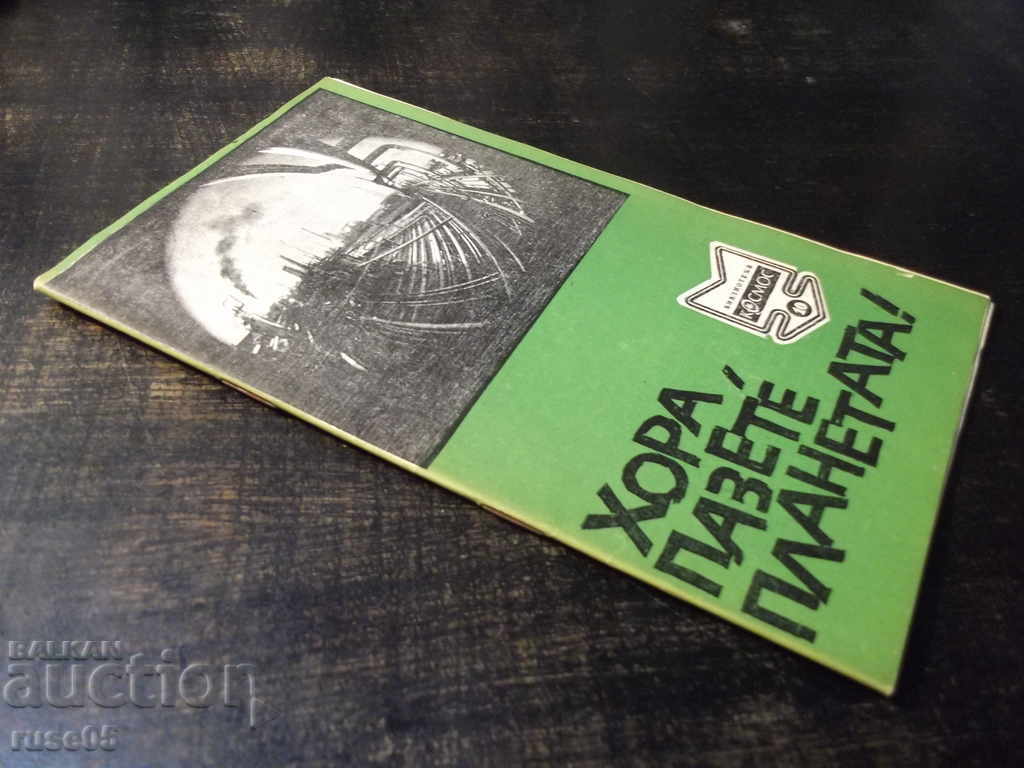 БИБЛИОТЕКА
КОСМОС
ХОРА,
ПАЗЕТЕ
ПЛАНЕТАТА!
BALKAN
auction
ruse05